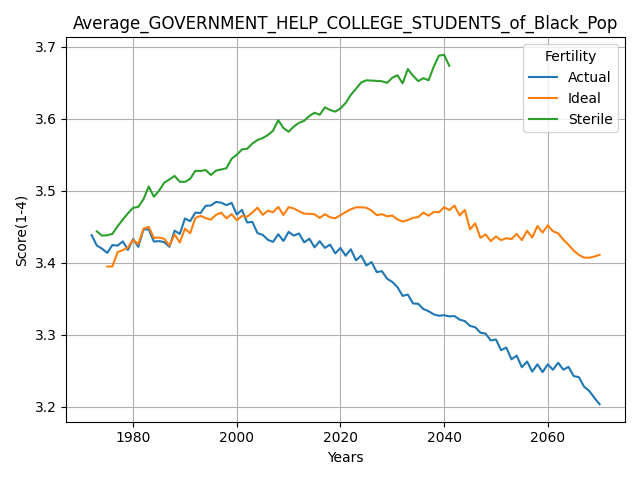 Average_GOVERNMENT_HELP_COLLEGE_STUDENTS_of_Black_Pop
3.7
3.6
3.5
3.4
3.3
3.2
Score(1-4)
Fertility
Actual
Ideal
Sterile
1980 2000 2020 2040 2060
Years